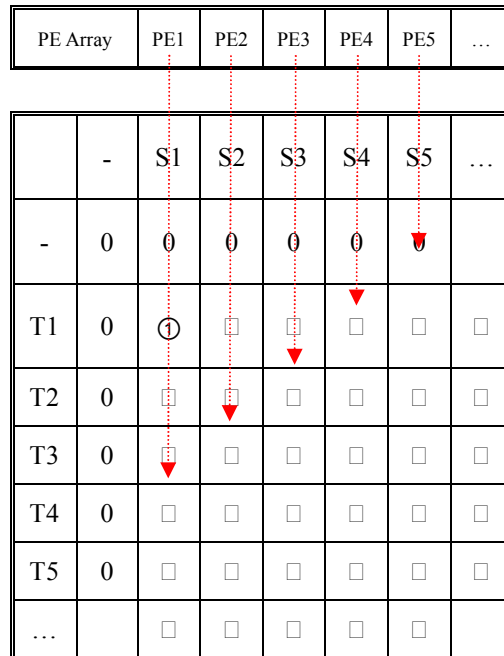 PE Array PE1 PE2 PE3 PE4 PE5 …
- S1 S2 S3 S4 S5 …
- 0 0 0 0 0 0
T1 0 ① □ □ □ □ □
T2 0 □ □ □ □ □ □
T3 0 □ □ □ □ □ □
T4 0 □ □ □ □ □ □
T5 0 □ □ □ □ □ □
… □ □ □ □ □